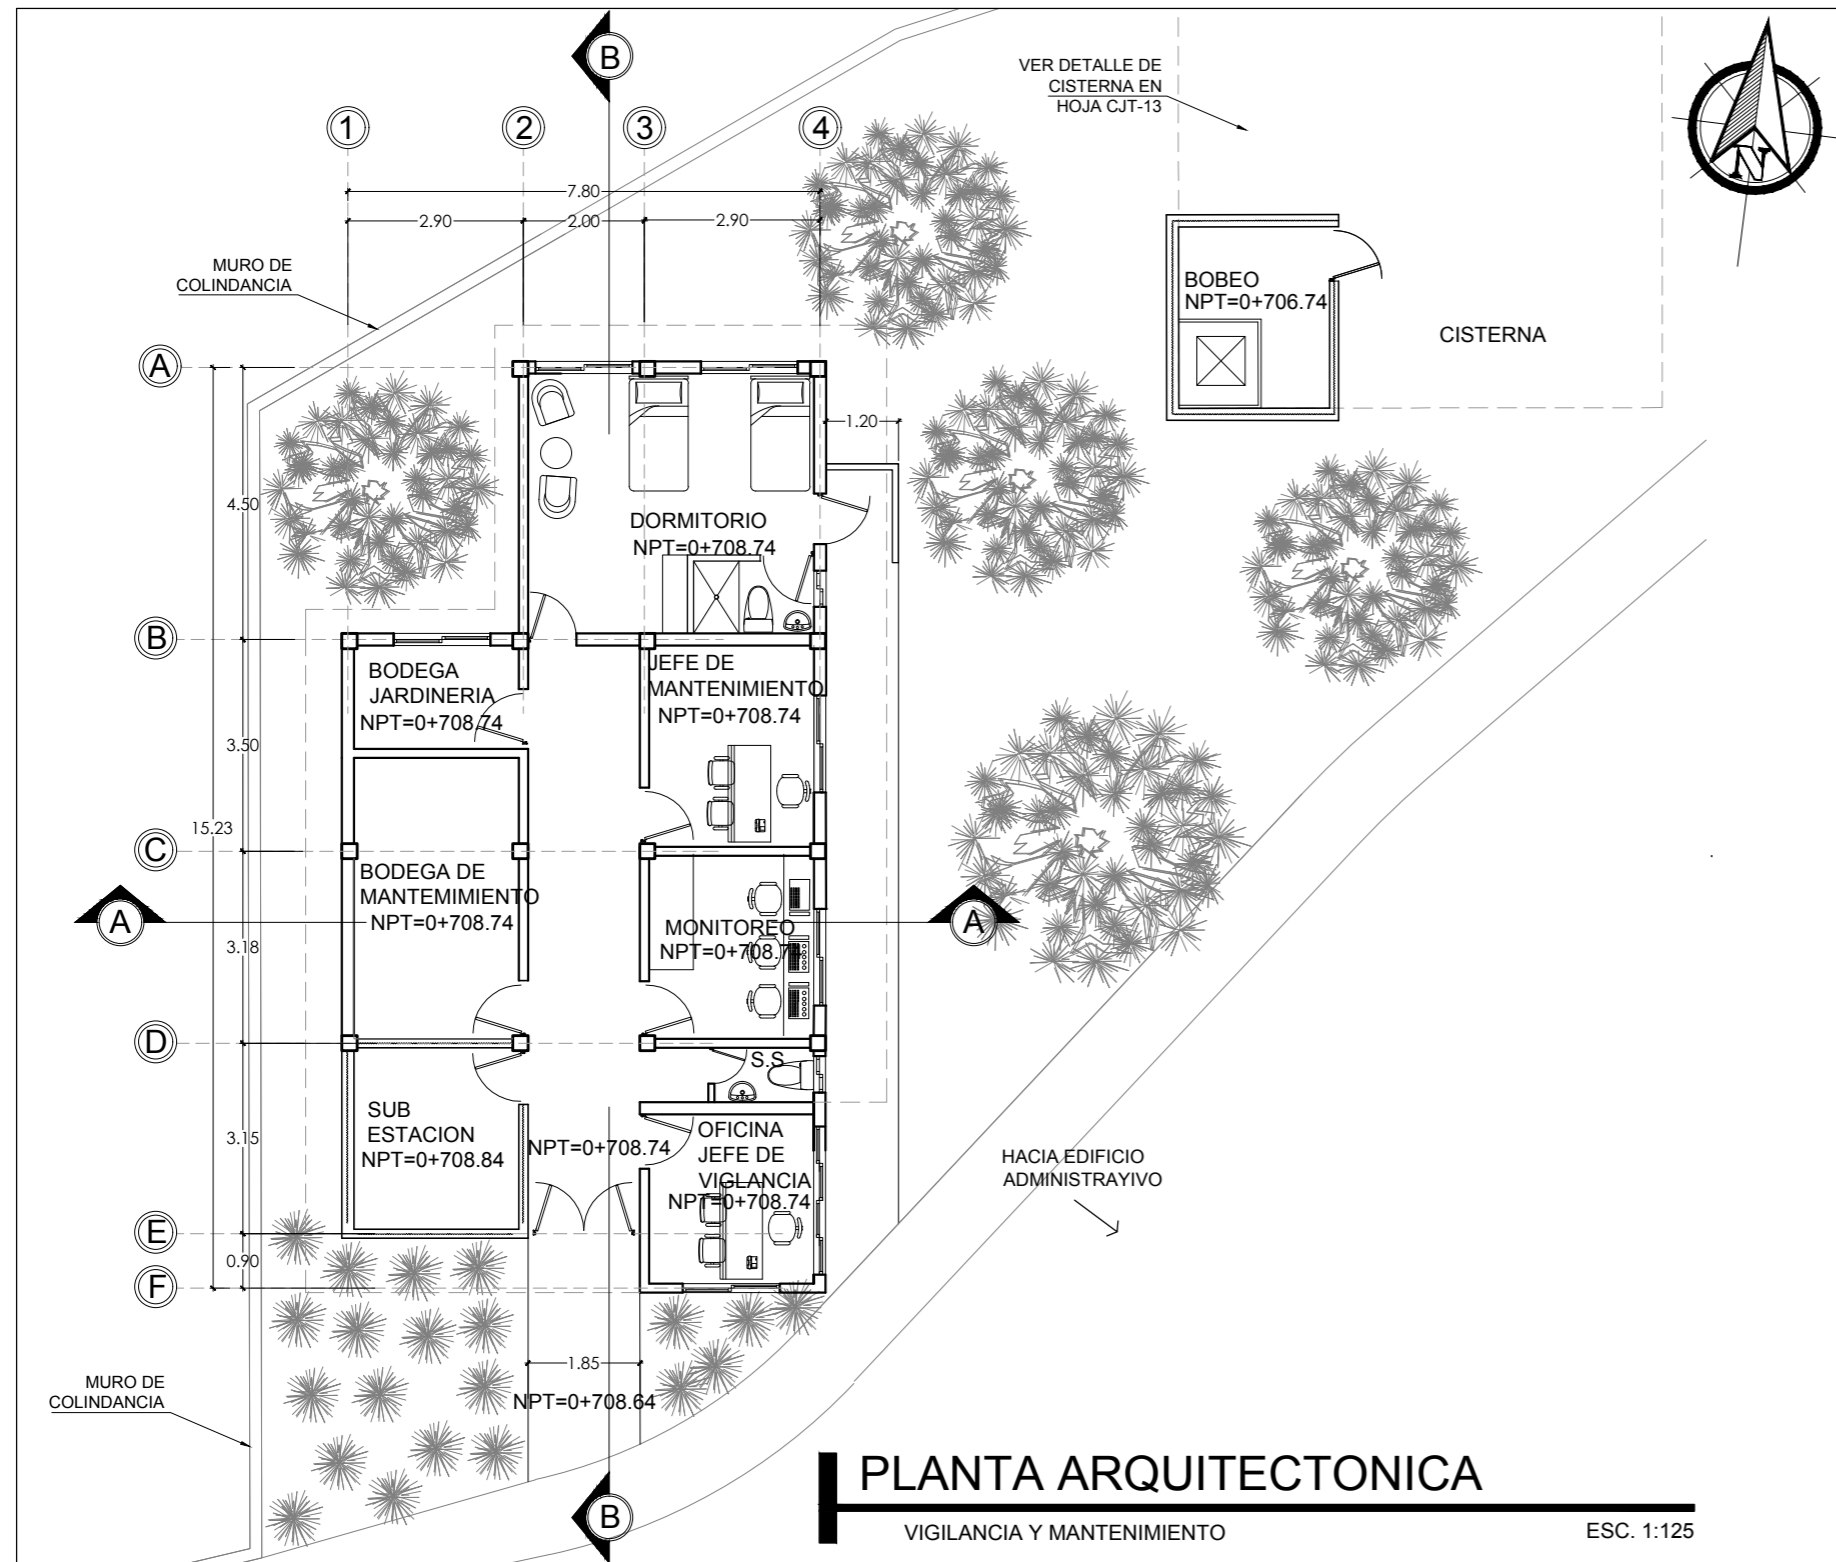 B
VER DETALLE DE
CISTERNA EN
HOJA CJT-13
N
1
2
3
4
7.80
2.90
2.00
2.90
MURO DE
COLINDANCIA
BOBEO
NPT=0+706.74
CISTERNA
A
1.20
4.50
DORMITORIO
NPT=0+708.74
B
BODEGA
JARDINERIA
NPT=0+708.74
JEFE DE
MANTENIMIENTO
NPT=0+708.74
3.50
15.23
C
BODEGA DE
MANTEMIMIENTO
NPT=0+708.74
A
A
MONITOREO
NPT=0+708.74
3.18
D
S.S
SUB
ESTACION
NPT=0+708.84
3.15
NPT=0+708.74
OFICINA
JEFE DE
VIGLANCIA
NPT=0+708.74
HACIA EDIFICIO
ADMINISTRAYIVO
E
0.90
F
1.85
NPT=0+708.64
MURO DE
COLINDANCIA
B
PLANTA ARQUITECTONICA
VIGILANCIA Y MANTENIMIENTO
ESC. 1:125